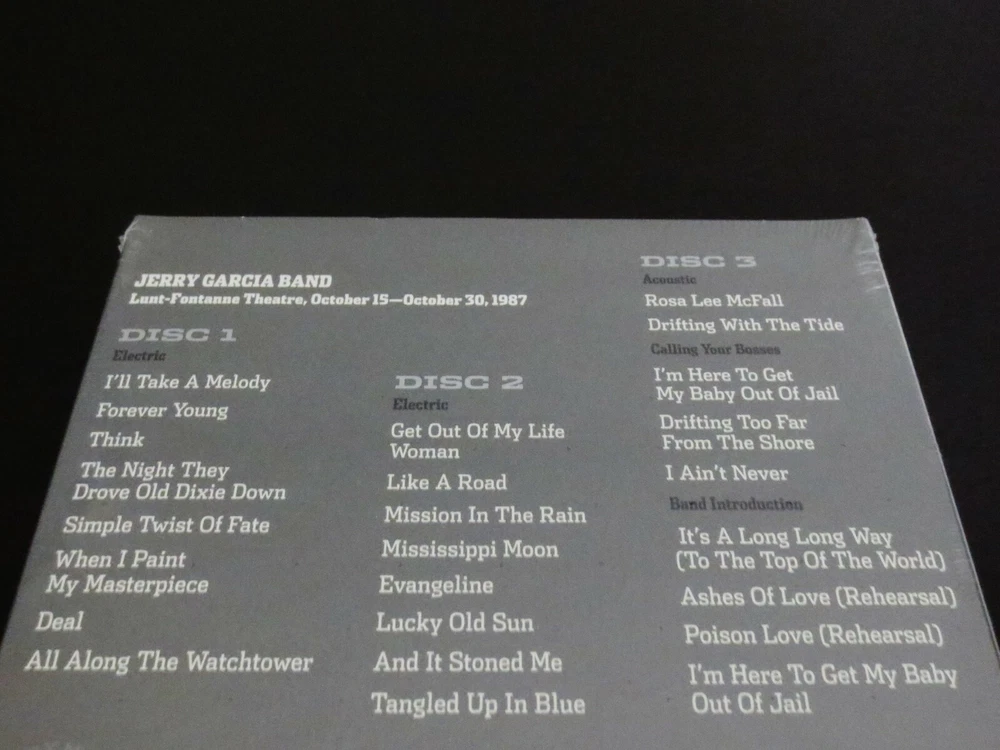 JERRY GARCIA BAND
Lunt-Fontanne Theatre, October 15—October 30, 1987
DISC 1
Electric
I'll Take A Melody
Forever Young
Think
The Night They
Drove Old Dixie Down
Simple Twist Of Fate
When I Paint
My Masterpiece
Deal
All Along The Watchtower
DISC 2
Electric
Get Out Of My Life
Woman
Like A Road
Mission In The Rain
Mississippi Moon
Evangeline
Lucky Old Sun
And It Stoned Me
Tangled Up In Blue
DISC 3
Acoustic
Rosa Lee McFall
Drifting With The Tide
Calling Your Bosses
I'm Here To Get
My Baby Out Of Jail
Drifting Too Far
From The Shore
I Ain't Never
Band Introduction
It's A Long Long Way
(To The Top Of The World)
Ashes Of Love (Rehearsal)
Poison Love (Rehearsal)
I'm Here To Get My Baby
Out Of Jail